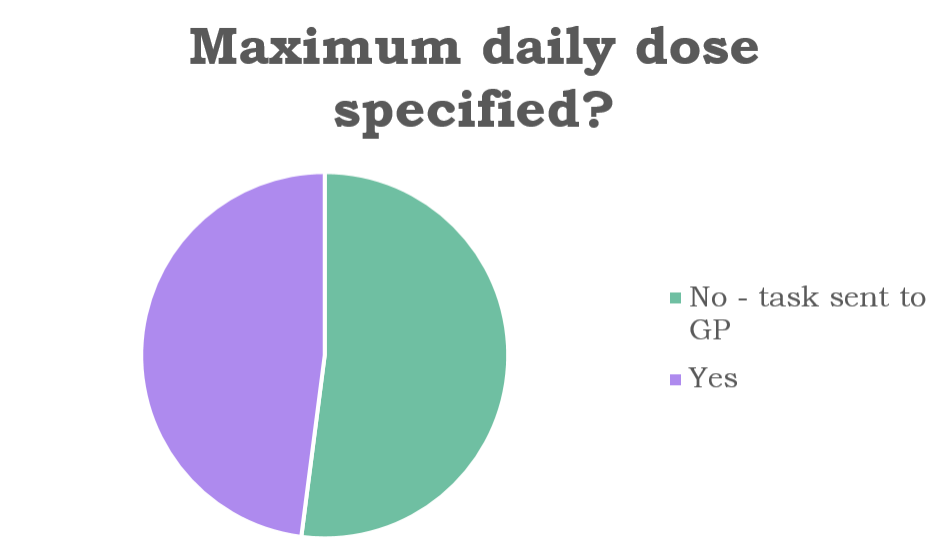 Maximum daily dose
specified?
No - task sent to
GP
Yes